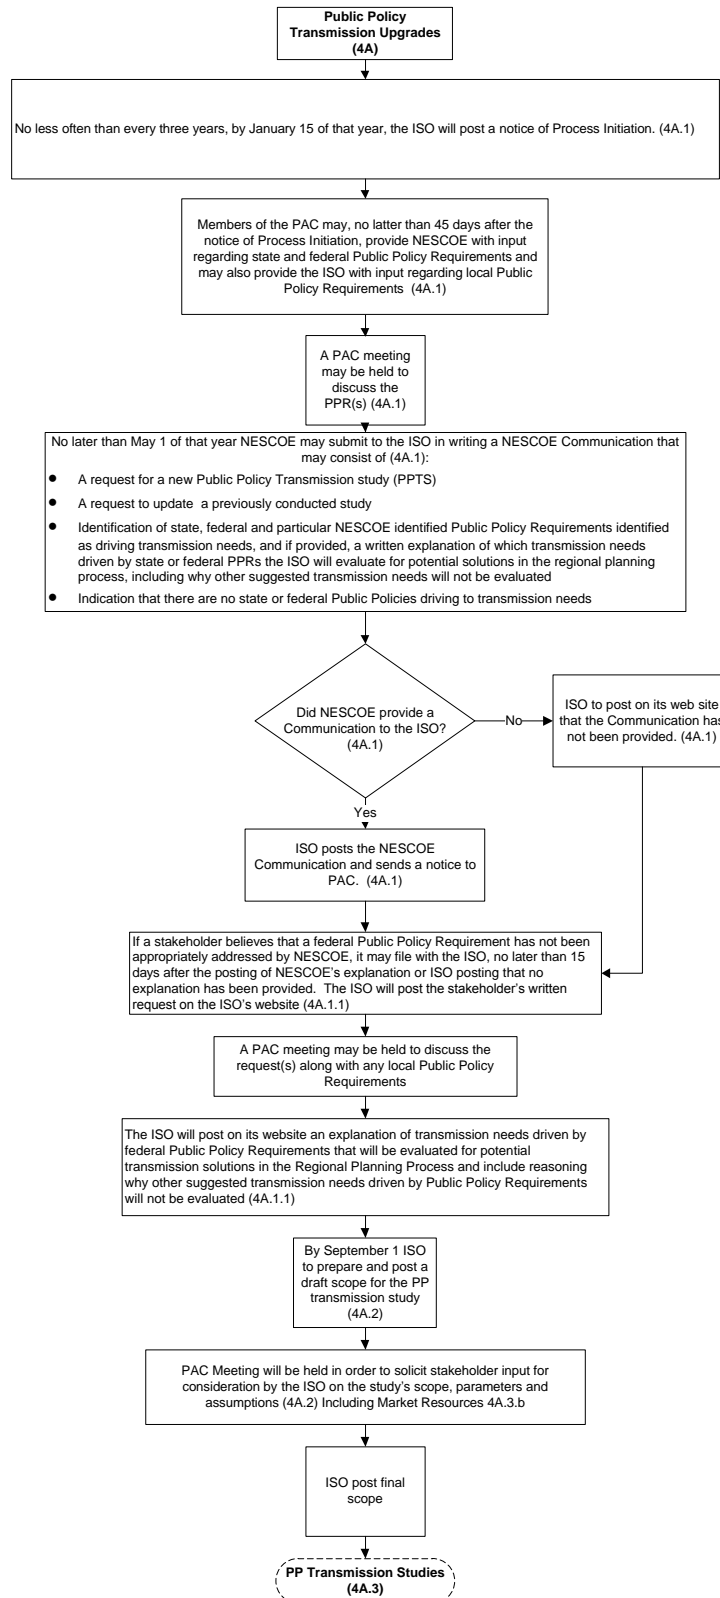 Public Policy
Transmission Upgrades
(4A)
No less often than every three years, by January 15 of that year, the ISO will post a notice of Process Initiation. (4A.1)
Members of the PAC may, no latter than 45 days after the
notice of Process Initiation, provide NESCOE with input
regarding state and federal Public Policy Requirements and
may also provide the ISO with input regarding local Public
Policy Requirements (4A.1)
A PAC meeting
may be held to
discuss the
PPR(s) (4A.1)
No later than May 1 of that year NESCOE may submit to the ISO in writing a NESCOE Communication that
may consist of (4A.1):
• A request for a new Public Policy Transmission study (PPTS)
• A request to update a previously conducted study
• Identification of state, federal and particular NESCOE identified Public Policy Requirements identified
as driving transmission needs, and if provided, a written explanation of which transmission needs
driven by state or federal PPRs the ISO will evaluate for potential solutions in the regional planning
process, including why other suggested transmission needs will not be evaluated
• Indication that there are no state or federal Public Policies driving to transmission needs
Did NESCOE provide a
Communication to the ISO?
(4A.1)
No
ISO to post on its web site
that the Communication has
not been provided. (4A.1)
Yes
ISO posts the NESCOE
Communication and sends a notice to
PAC. (4A.1)
If a stakeholder believes that a federal Public Policy Requirement has not been
appropriately addressed by NESCOE, it may file with the ISO, no later than 15
days after the posting of NESCOE's explanation or ISO posting that no
explanation has been provided. The ISO will post the stakeholder's written
request on the ISO's website (4A.1.1)
A PAC meeting may be held to discuss the
request(s) along with any local Public Policy
Requirements
The ISO will post on its website an explanation of transmission needs driven by
federal Public Policy Requirements that will be evaluated for potential
transmission solutions in the Regional Planning Process and include reasoning
why other suggested transmission needs driven by Public Policy Requirements
will not be evaluated (4A.1.1)
By September 1 ISO
to prepare and post
a draft scope for the PP
transmission study
(4A.2)
PAC Meeting will be held in order to solicit stakeholder input for
consideration by the ISO on the study's scope, parameters and
assumptions (4A.2) Including Market Resources 4A.3.b
ISO post final
scope
PP Transmission Studies
(4A.3)